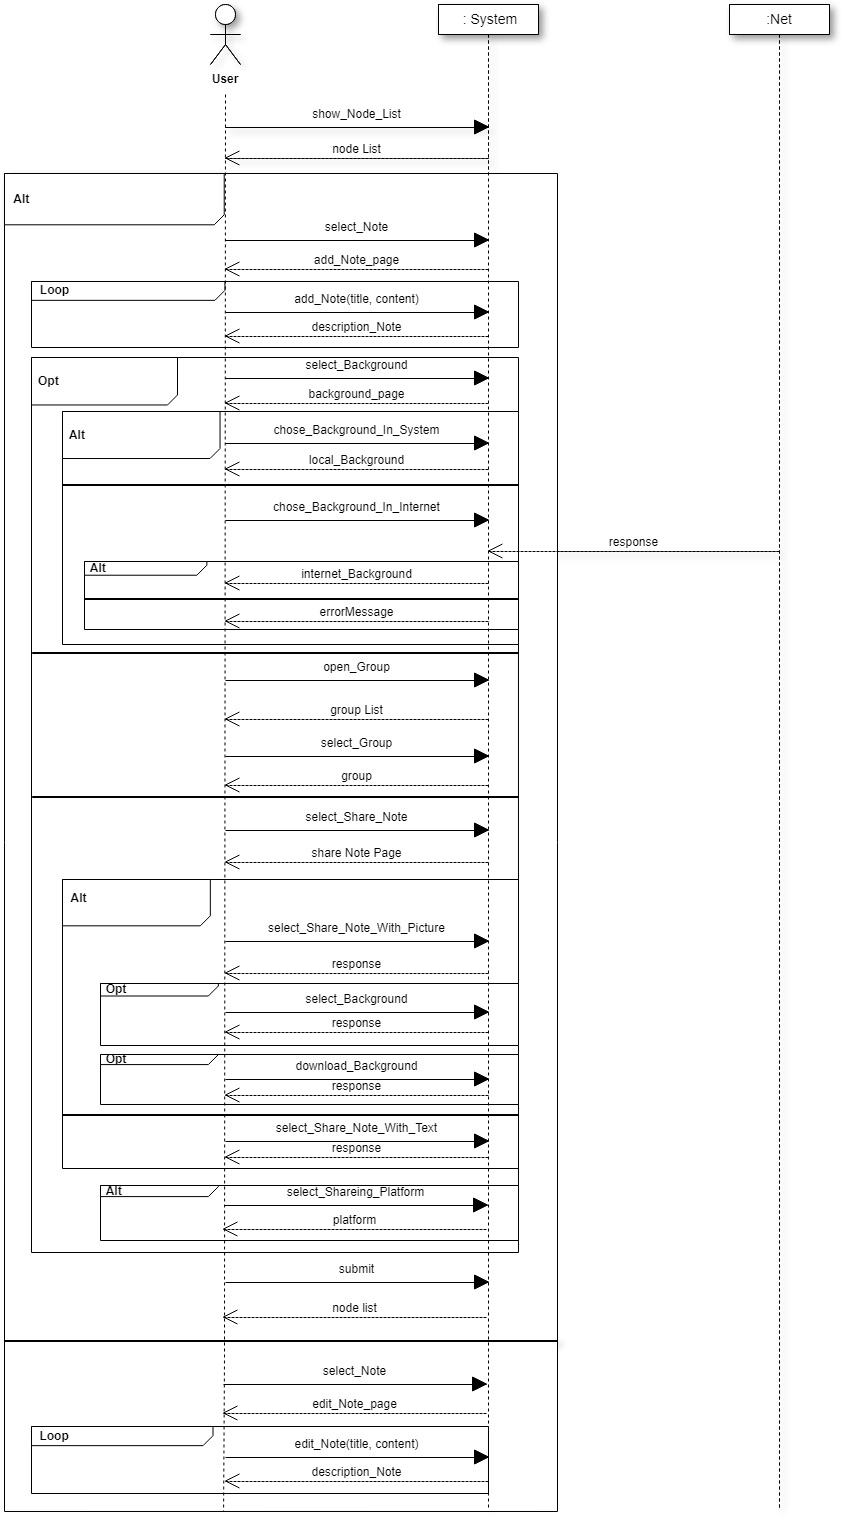 : System
:Net
User
show_Node_List
node List
Alt
select_Note
add_Note_page
Loop
add_Note(title, content)
description_Note
select_Background
Opt
background_page
chose_Background_In_System
Alt
local_Background
chose_Background_In_Internet
response
Alt
internet_Background
errorMessage
open_Group
group List
select_Group
group
select_Share_Note
share Note Page
Alt
select_Share_Note_With_Picture
response
Opt
select_Background
response
Opt
download_Background
response
select_Share_Note_With_Text
response
Alt
select_Shareing_Platform
platform
submit
node list
select_Note
edit_Note_page
Loop
edit_Note(title, content)
description_Note